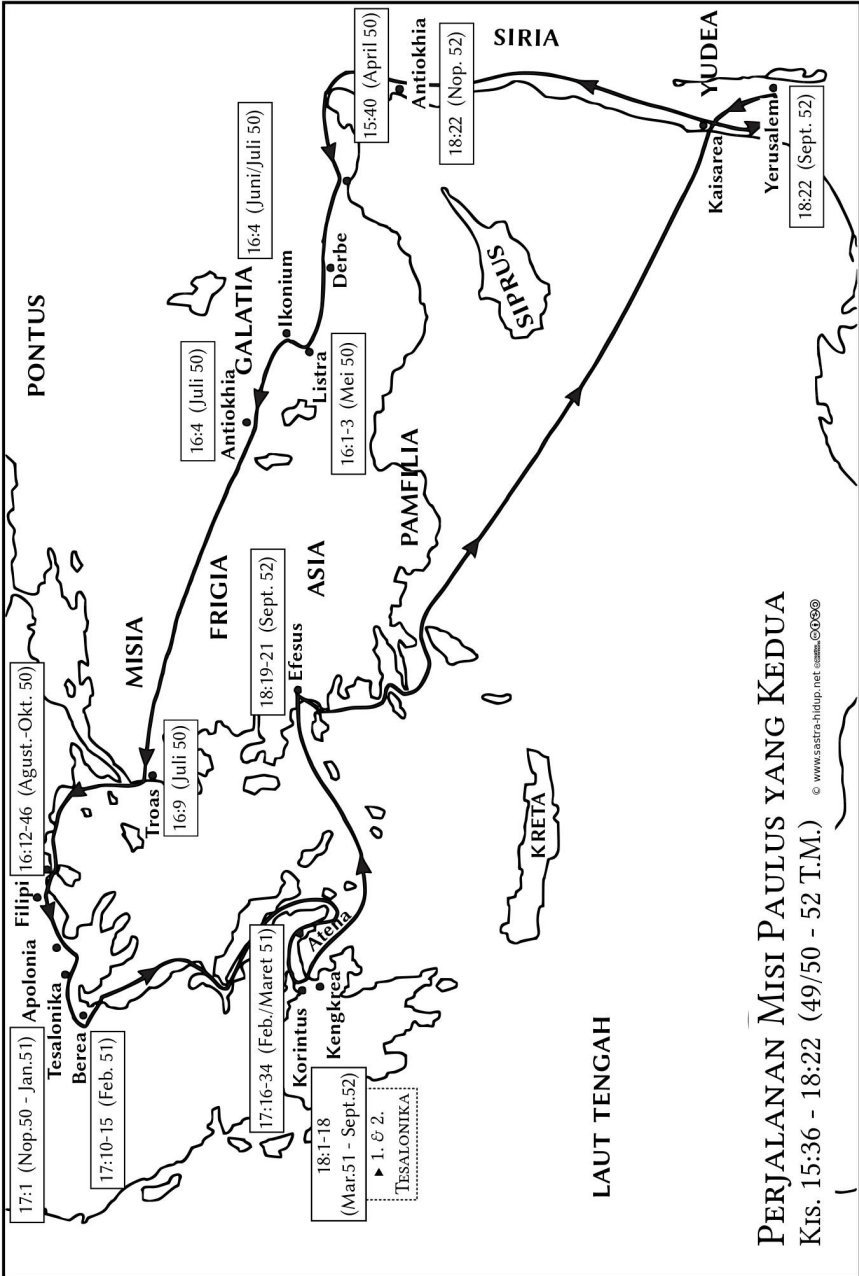 PONTUS
GALATIA
MISIA
FRIGIA
ASIA
PAMFILIA
SIRIA
YUDEA
SIPRUS
KRETA
LAUT TENGAH
17:1 (Nop.50 - Jan.51)
17:10-15 (Feb. 51)
Apolonia
Tesalonika
Berea
Filipi
16:12-46 (Agust.-Okt. 50)
Troas
16:9 (Juli 50)
17:16-34 (Feb./Maret 51)
Atena
Korintus
Kengkrea
18:1-18
(Mar.51 - Sept.52)
▶ 1. & 2.
TESALONIKA
18:19-21 (Sept. 52)
Efesus
16:4 (Juli 50)
Antiokhia
16:4 (Juni/Juli 50)
Ikonium
Listra
16:1-3 (Mei 50)
Derbe
15:40 (April 50)
Antiokhia
18:22 (Nop. 52)
Kaisarea
Yerusalem
18:22 (Sept. 52)
PERJALANAN MISI PAULUS YANG KEDUA
KIS. 15:36 - 18:22 (49/50 - 52 T.M.)
© www.sastra-hidup.net